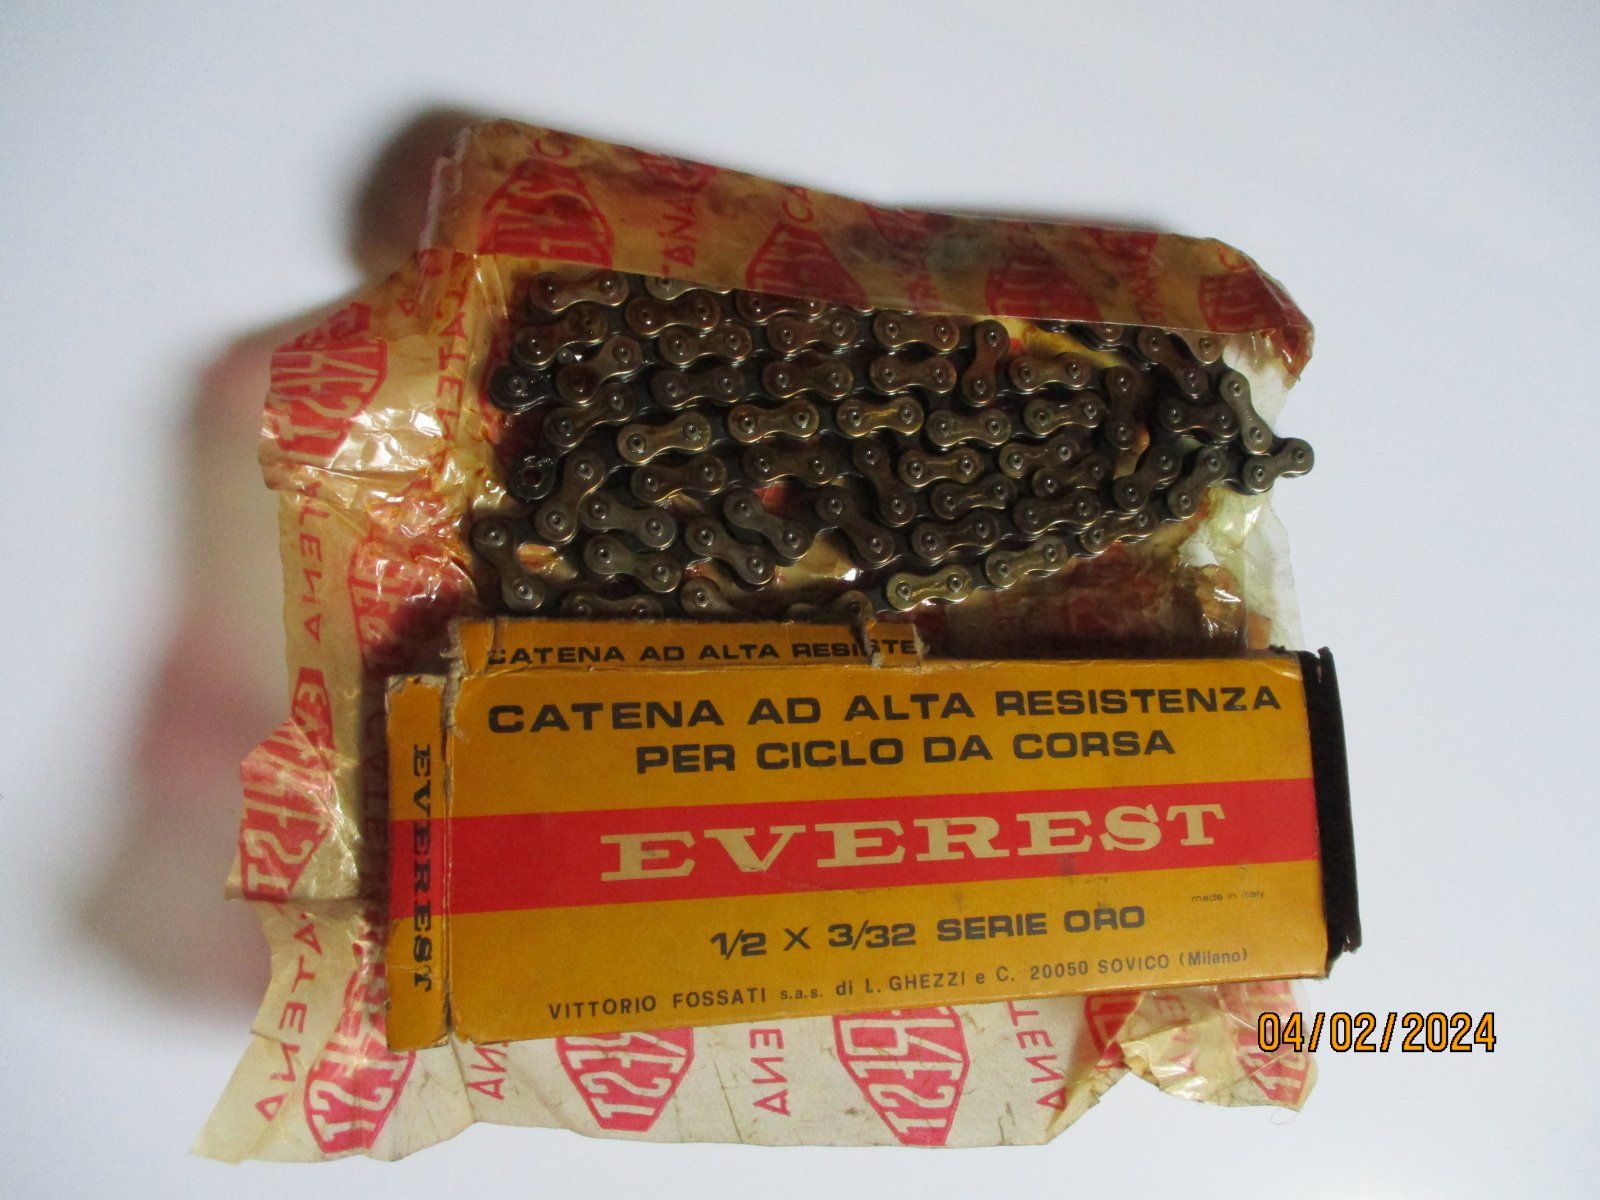 CATENA AD ALTA RESISTE
CATENA AD ALTA RESISTENZA
PER CICLO DA CORSA
EVEREST
EVEREST
made in italy
1/2 X 3/32 SERIE ORO
VITTORIO FOSSATI s.a.s. di L. GHEZZI e C. 20050 SOVICO (Milano)
04/02/2024